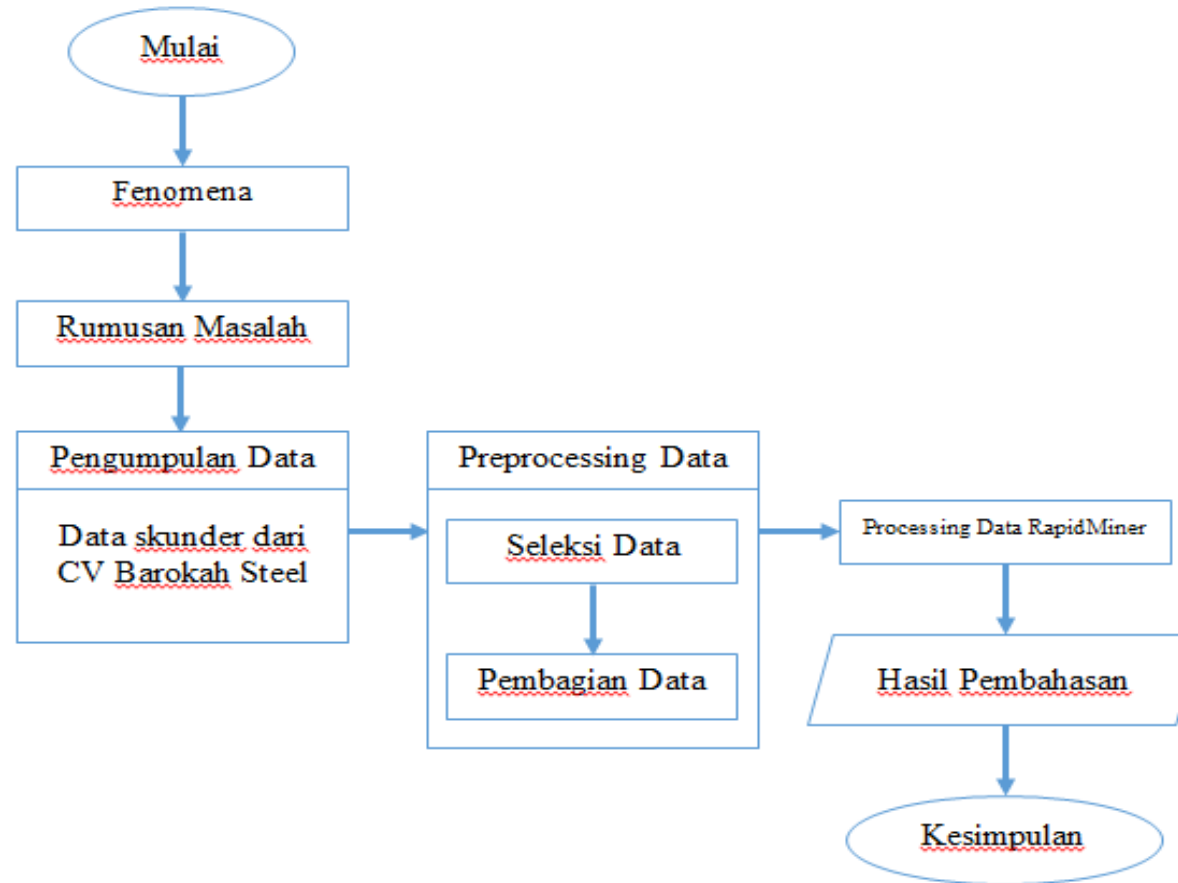 Mulai
Fenomena
Rumusan Masalah
Pengumpulan Data
Data skunder dari
CV Barokah Steel
Preprocessing Data
Seleksi Data
Pembagian Data
Processing Data RapidMiner
Hasil Pembahasan
Kesimpulan